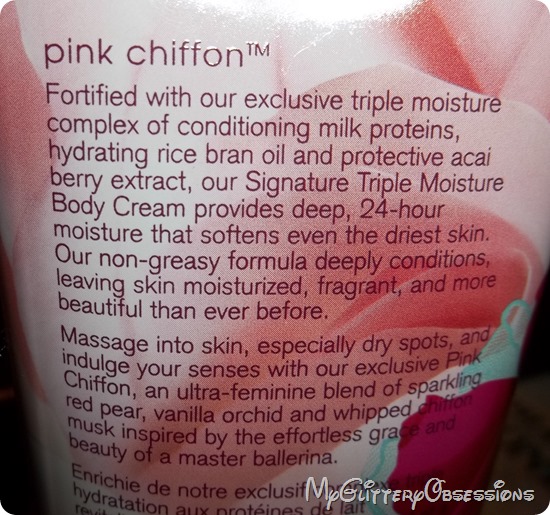 pink chiffon™
Fortified with our exclusive triple moisture
complex of conditioning milk proteins,
hydrating rice bran oil and protective acai
berry extract, our Signature Triple Moisture
Body Cream provides deep, 24-hour
moisture that softens even the driest skin.
Our non-greasy formula deeply conditions,
leaving skin moisturized, fragrant, and more
beautiful than ever before.
Massage into skin, especially dry spots, and
indulge your senses with our exclusive Pink
Chiffon, an ultra-feminine blend of sparkling
red pear, vanilla orchid and whipped chiffon
musk inspired by the effortless grace and
beauty of a master ballerina.
Enrichie de notre exclusif
hydratation aux protéines de lait
MyGlitteryObsessions